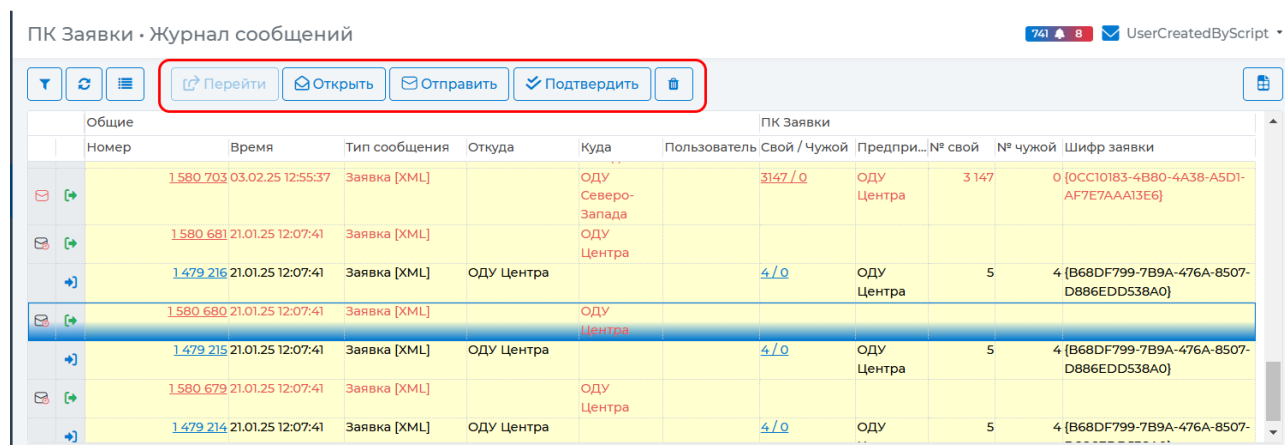 ПК Заявки • Журнал сообщений
741 8 UserCreatedByScript
Перейти Открыть Отправить Подтвердить
Общие ПК Заявки
Номер Время Тип сообщения Откуда Куда Пользователь Свой / Чужой Предпри... № свой № чужой Шифр заявки
1 580 703 03.02.25 12:55:37 Заявка [XML] ОДУ 3147 / 0 ОДУ 3 147 0 {0CC10183-4B80-4A38-A5D1-
Северо- Центра AF7E7AAA13E6}
Запада
1 580 681 21.01.25 12:07:41 Заявка [XML] ОДУ
Центра
1 479 216 21.01.25 12:07:41 Заявка [XML] ОДУ Центра 4 / 0 ОДУ 5 4 {B68DF799-7B9A-476A-8507-
Центра D886EDD538A0}
1 580 680 21.01.25 12:07:41 Заявка [XML] ОДУ
Центра
1 479 215 21.01.25 12:07:41 Заявка [XML] ОДУ Центра 4 / 0 ОДУ 5 4 {B68DF799-7B9A-476A-8507-
Центра D886EDD538A0}
1 580 679 21.01.25 12:07:41 Заявка [XML] ОДУ
Центра
1 479 214 21.01.25 12:07:41 Заявка [XML] ОДУ Центра 4 / 0 ОДУ 5 4 {B68DF799-7B9A-476A-8507-